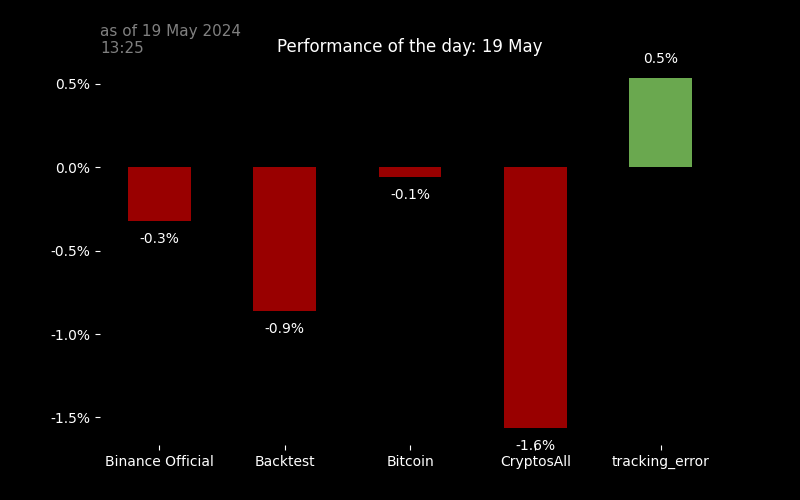 as of 19 May 2024
13:25
Performance of the day: 19 May
0.5%
0.5%
0.0%
-0.5%
-1.0%
-1.5%
-0.3%
-0.9%
-0.1%
-1.6%
Binance Official
Backtest
Bitcoin
CryptosAll
tracking_error